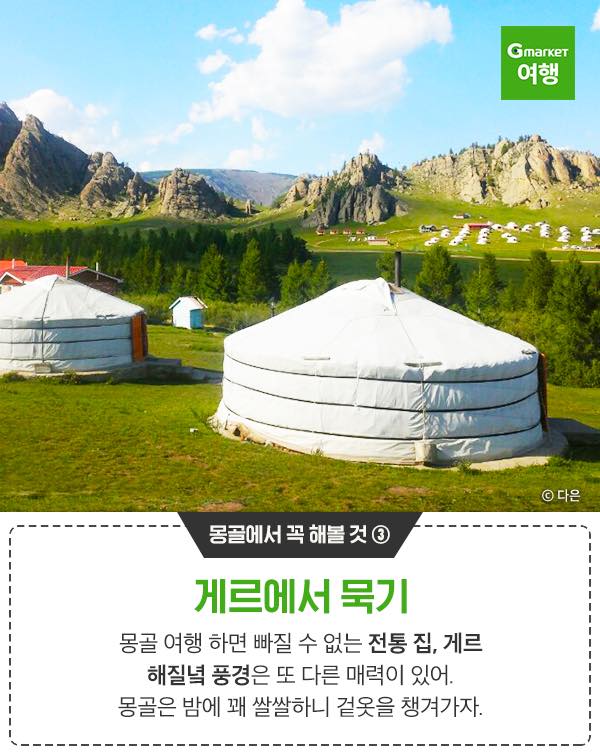 Gmarket
여행
© 다은
몽골에서 꼭 해볼 것 ③
게르에서 묵기
몽골 여행 하면 빠질 수 없는 전통 집, 게르
해질녘 풍경은 또 다른 매력이 있어.
몽골은 밤에 꽤 쌀쌀하니 겉옷을 챙겨가자.